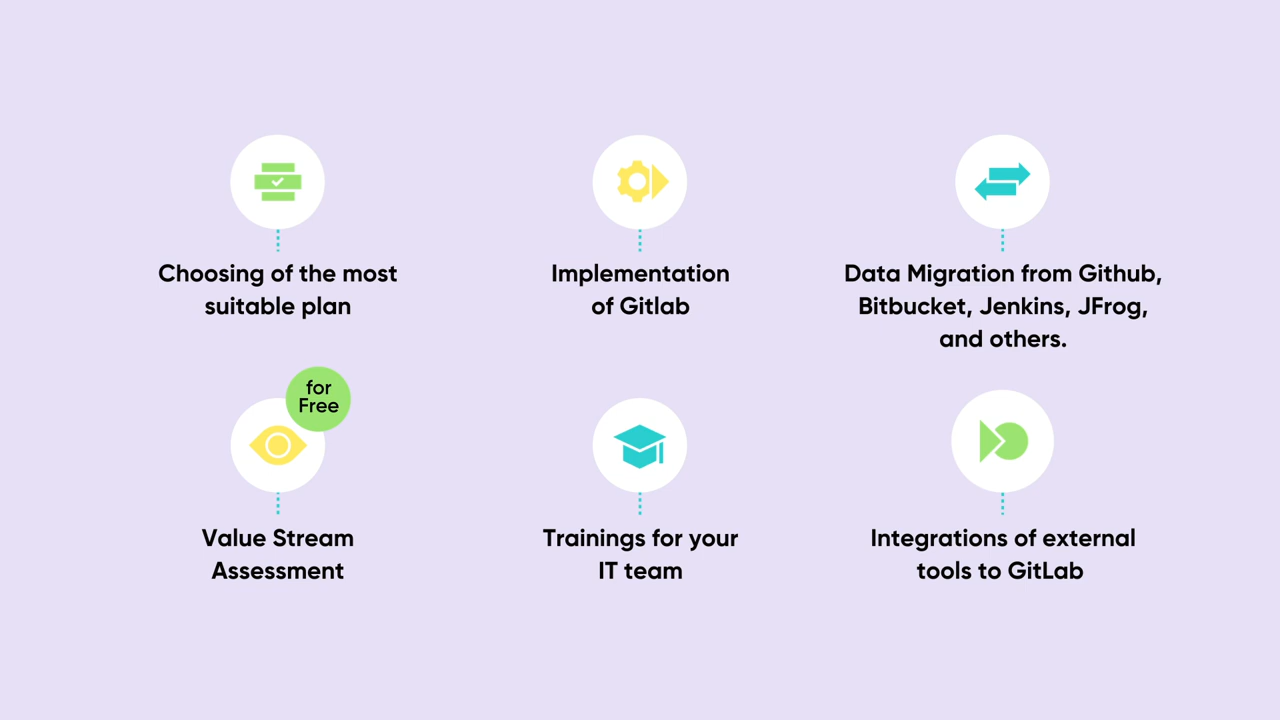 Choosing of the most
suitable plan
Implementation
of Gitlab
Data Migration from Github,
Bitbucket, Jenkins, JFrog,
and others.
for
Free
Value Stream
Assessment
Trainings for your
IT team
Integrations of external
tools to GitLab